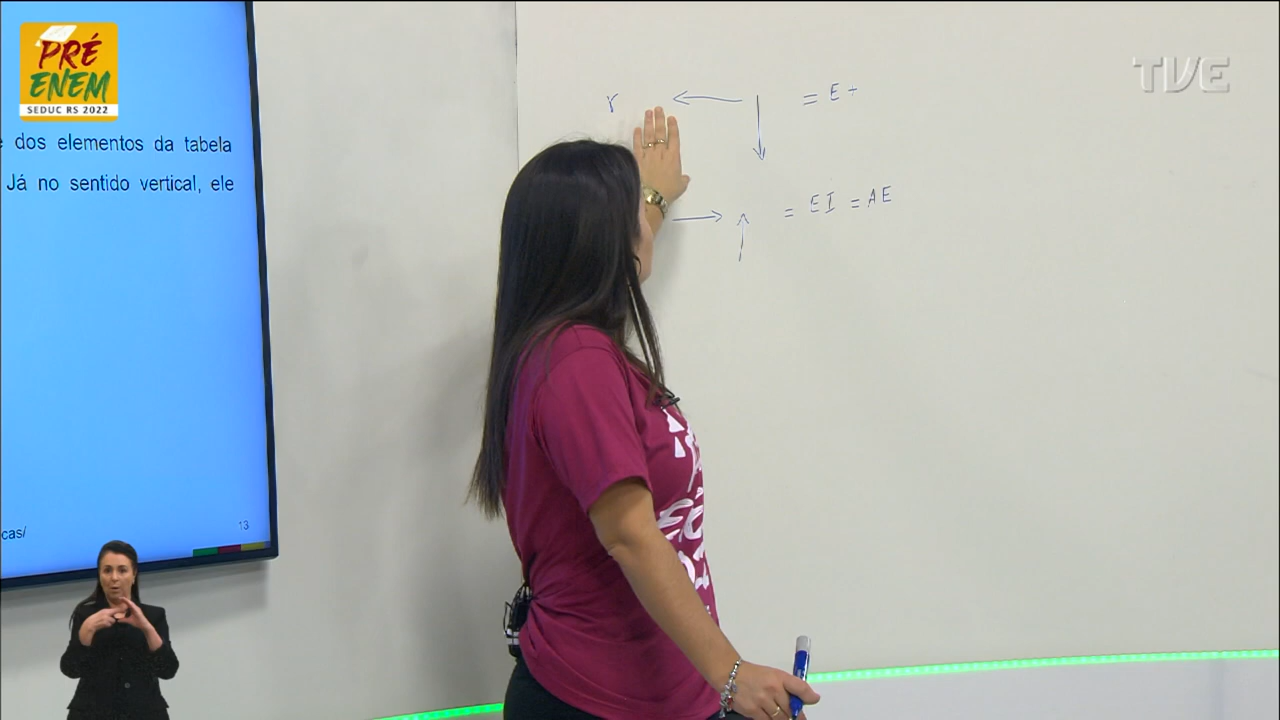 PRÉ
ENEM
SEDUC RS 2022
TVE
dos elementos da tabela
Já no sentido vertical, ele
cas/
13
r ← ↓ = E +
→ ↑ = EI = AE